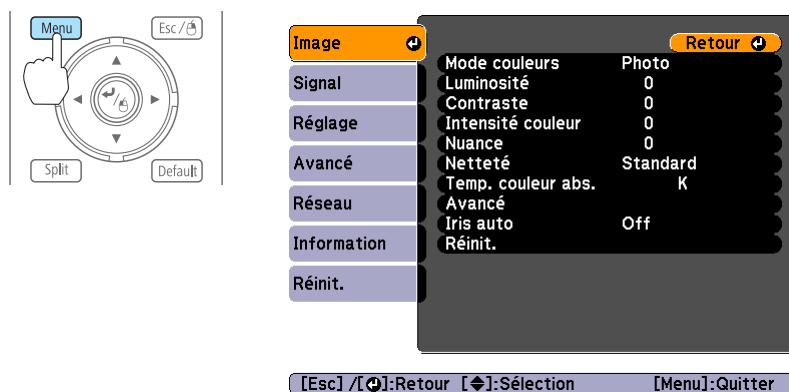 Menu
Esc/
Split
Default
Image
Signal
Réglage
Avancé
Réseau
Information
Réinit.
Retour
Mode couleurs Photo
Luminosité 0
Contraste 0
Intensité couleur 0
Nuance 0
Netteté Standard
Temp. couleur abs. K
Avancé
Iris auto Off
Réinit.
[Esc] /[ ]:Retour [ ]:Sélection [Menu]:Quitter